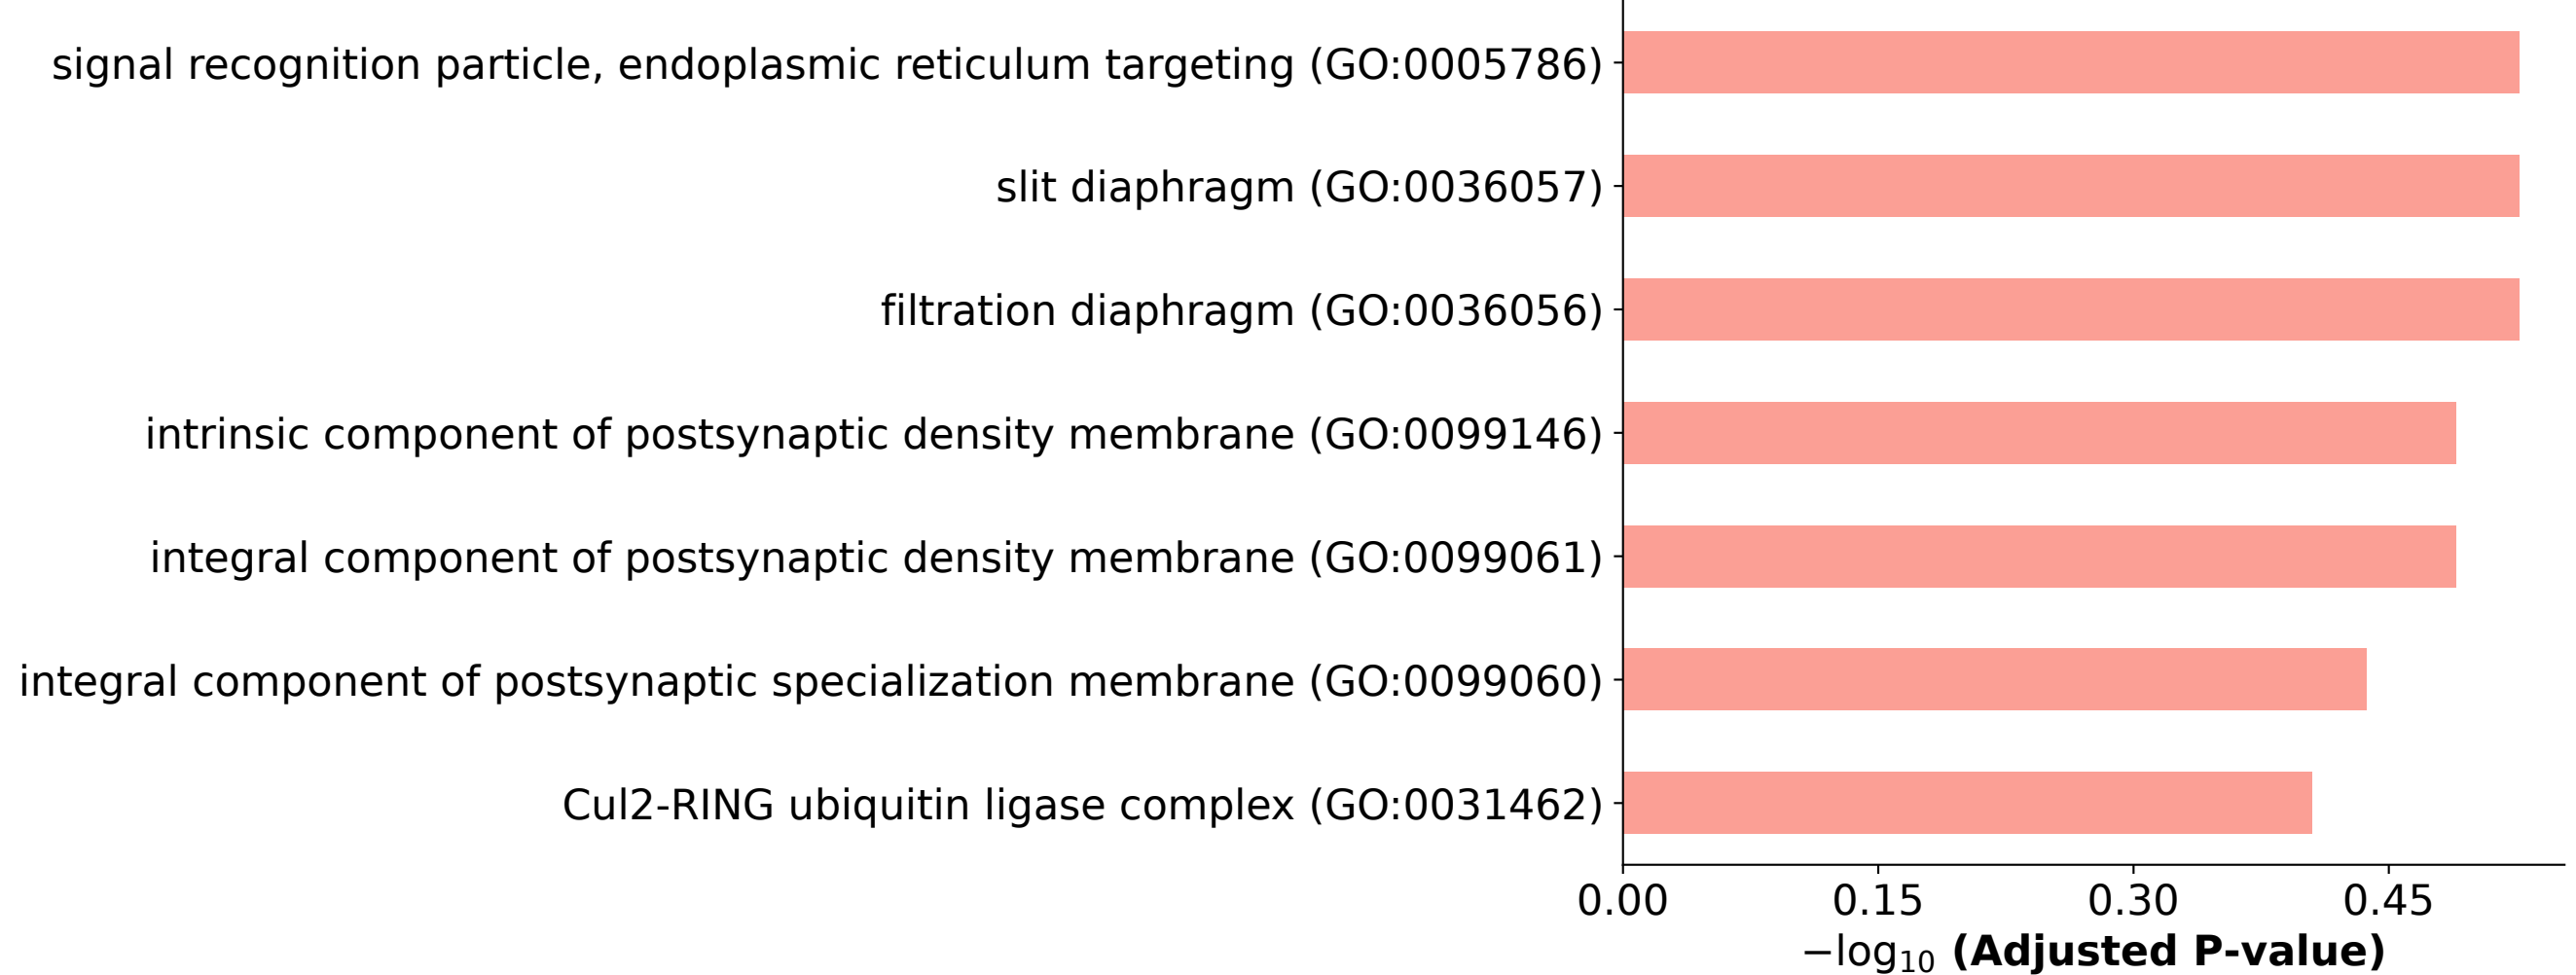 signal recognition particle, endoplasmic reticulum targeting (GO:0005786)
slit diaphragm (GO:0036057)
filtration diaphragm (GO:0036056)
intrinsic component of postsynaptic density membrane (GO:0099146)
integral component of postsynaptic density membrane (GO:0099061)
integral component of postsynaptic specialization membrane (GO:0099060)
Cul2-RING ubiquitin ligase complex (GO:0031462)
0.00 0.15 0.30 0.45
−log₁₀ (Adjusted P-value)